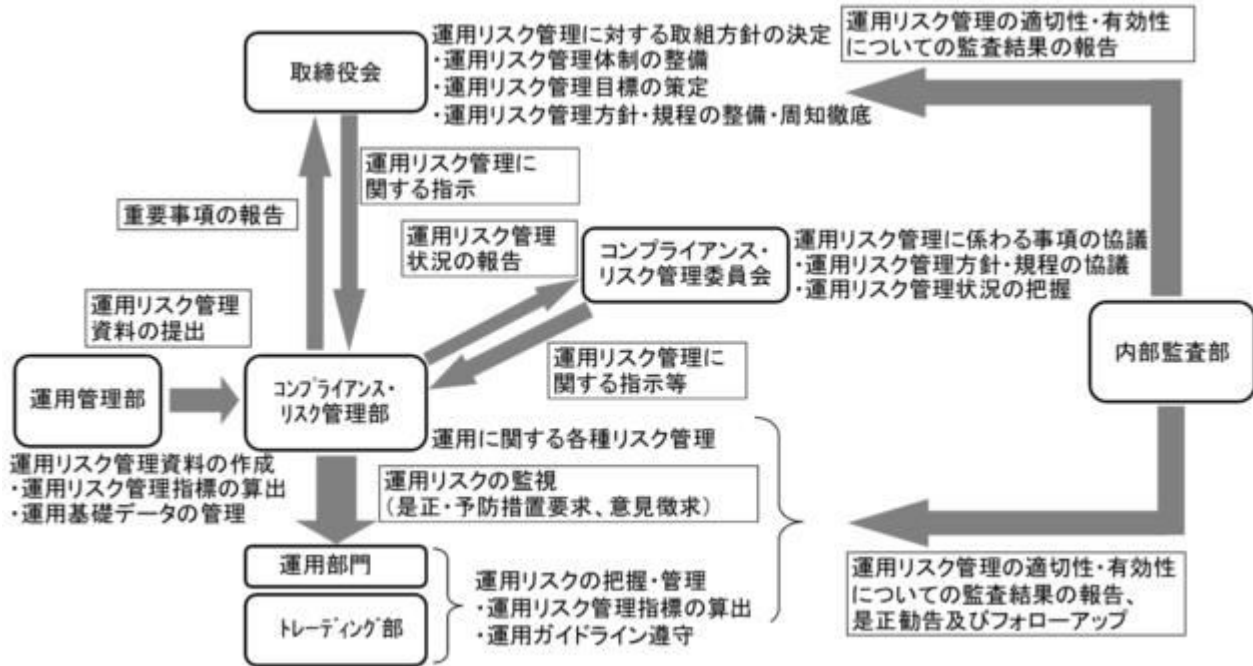 取締役会
運用リスク管理に対する取組方針の決定
・運用リスク管理体制の整備
・運用リスク管理目標の策定
・運用リスク管理方針・規程の整備・周知徹底
運用リスク管理の適切性・有効性
についての監査結果の報告
運用リスク管理に
関する指示
重要事項の報告
運用リスク管理
状況の報告
コンプライアンス・
リスク管理委員会
運用リスク管理に係わる事項の協議
・運用リスク管理方針・規程の協議
・運用リスク管理状況の把握
運用リスク管理
資料の提出
運用リスク管理に
関する指示等
内部監査部
運用管理部
ｺﾝﾌﾟﾗｲｱﾝｽ・
ﾘｽｸ管理部
運用に関する各種リスク管理
運用リスク管理資料の作成
・運用リスク管理指標の算出
・運用基礎データの管理
運用リスクの監視
（是正・予防措置要求、意見徴求）
運用部門
ﾄﾚｰﾃﾞｨﾝｸﾞ部
運用リスクの把握・管理
・運用リスク管理指標の算出
・運用ガイドライン遵守
運用リスク管理の適切性・有効性
についての監査結果の報告、
是正勧告及びフォローアップ